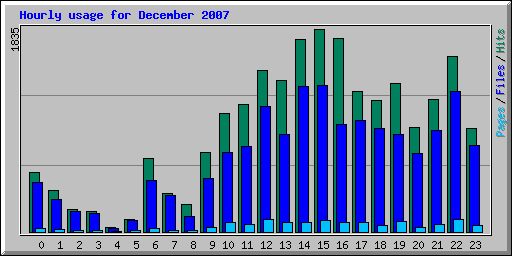 Hourly usage for December 2007
1835
Pages/Files/Hits
0 1 2 3 4 5 6 7 8 9 10 11 12 13 14 15 16 17 18 19 20 21 22 23